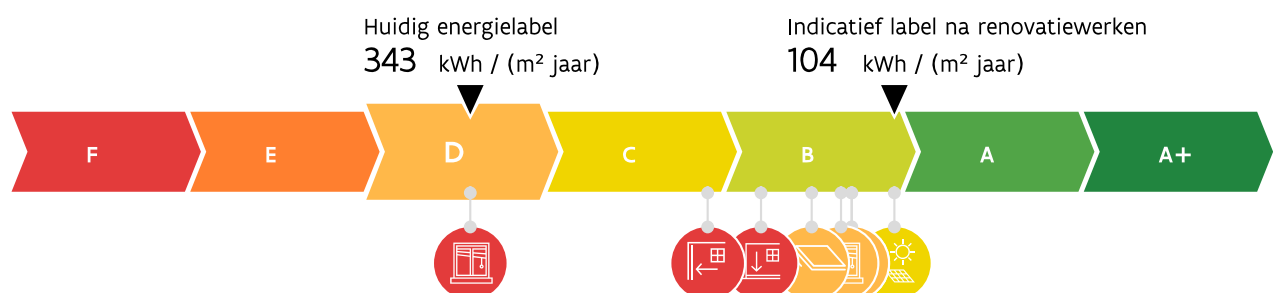 Huidig energielabel
343 kWh / (m² jaar)
Indicatief label na renovatiewerken
104 kWh / (m² jaar)
F E D C B A A+